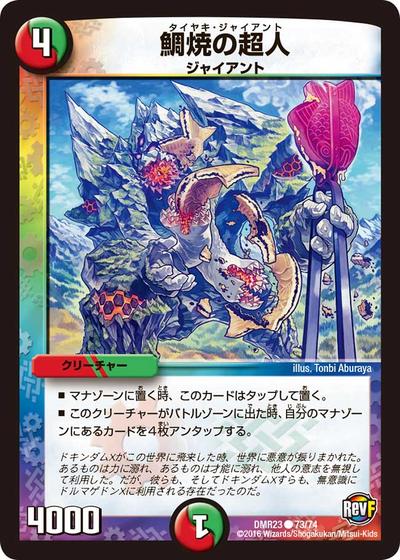 4
タイヤキ・ジャイアント
鯛焼の超人
ジャイアント
illus. Tonbi Aburaya
クリーチャー
■ マナゾーンに置く時、このカードはタップして置く。
■ このクリーチャーがバトルゾーンに出た時、自分のマナゾー
ンにあるカードを4枚アンタップする。
ドキンダムXがこの世界に飛来した時、世界に悪意が振りまかれた。
あるものは力に溺れ、あるものは才能に溺れ、他人の意志を無視し
て利用した。だが、彼らも、そしてドキンダムXすらも、無意識に
ドルマゲドンXに利用される存在だったのだ。
4000
1
DMR23 ● 73/74
©2016 Wizards/Shogakukan/Mitsui-Kids
RevF